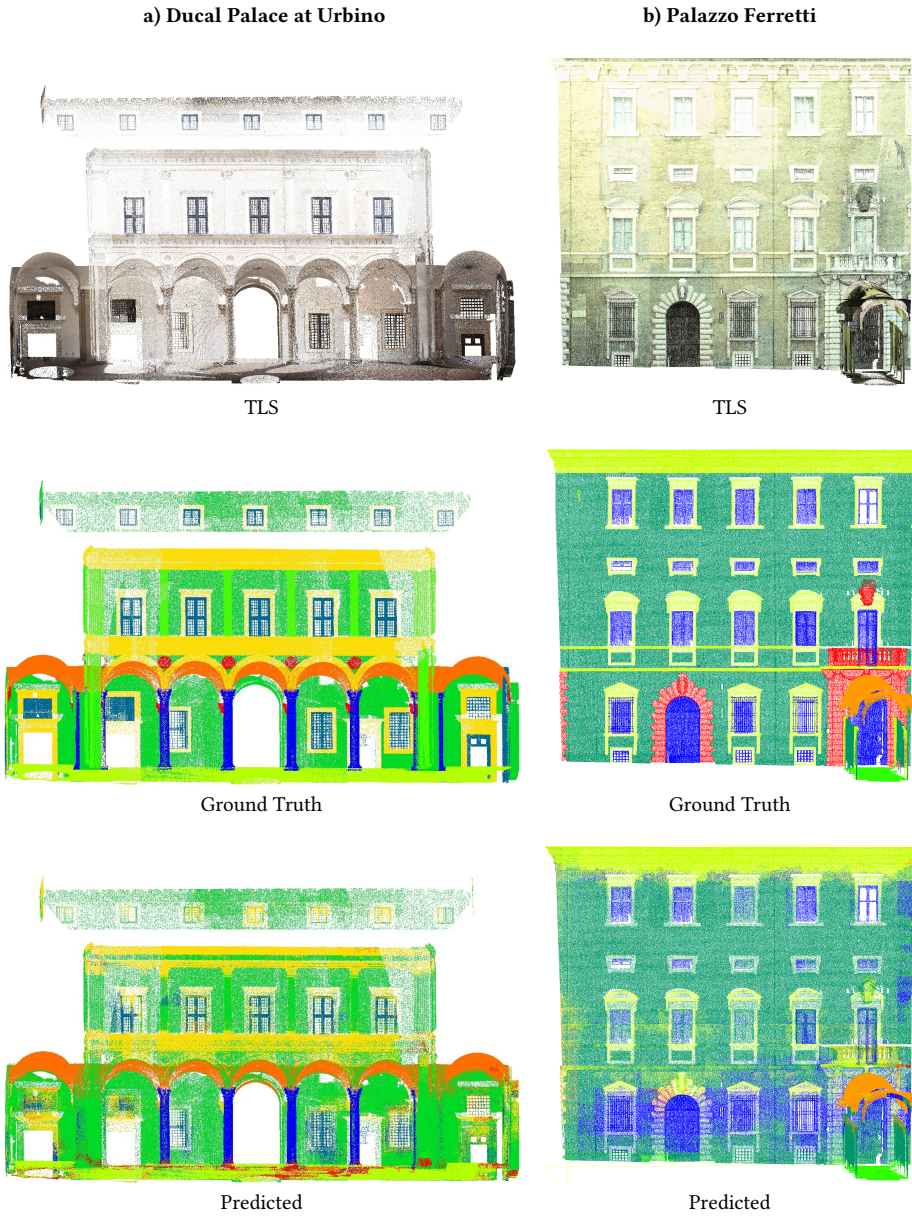 a) Ducal Palace at Urbino
b) Palazzo Ferretti
TLS
TLS
Ground Truth
Ground Truth
Predicted
Predicted